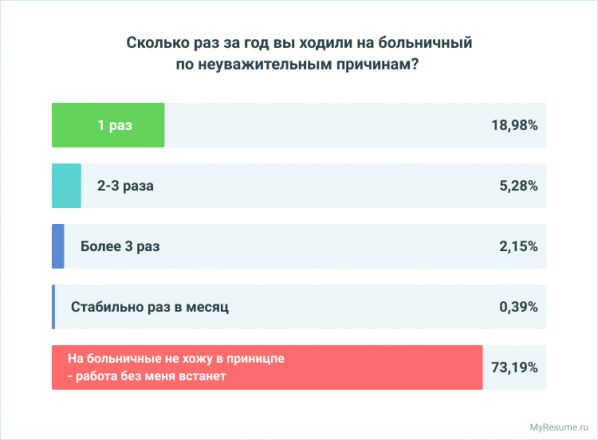 Сколько раз за год вы ходили на больничный
по неуважительным причинам?
1 раз 18,98%
2-3 раза 5,28%
Более 3 раз 2,15%
Стабильно раз в месяц 0,39%
На больничные не хожу в приницпе
- работа без меня встанет 73,19%
MyResume.ru